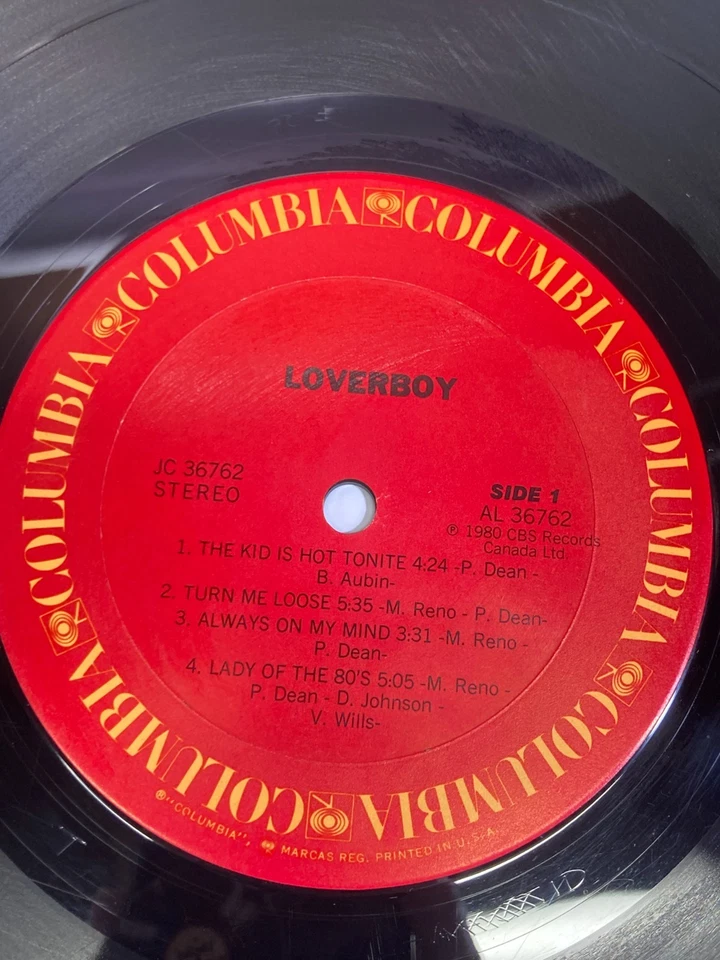 COLUMBIA COLUMBIA COLUMBIA COLUMBIA COLUMBIA COLUMBIA
LOVERBOY
JC 36762
STEREO
SIDE 1
AL 36762
℗ 1980 CBS Records
Canada Ltd.
1. THE KID IS HOT TONITE 4:24 -P. Dean -
B. Aubin-
2. TURN ME LOOSE 5:35 -M. Reno - P. Dean-
3. ALWAYS ON MY MIND 3:31 -M. Reno -
P. Dean-
4. LADY OF THE 80'S 5:05 -M. Reno -
P. Dean - D. Johnson -
V. Wills-
®"COLUMBIA", MARCAS REG. PRINTED IN U.S.A.